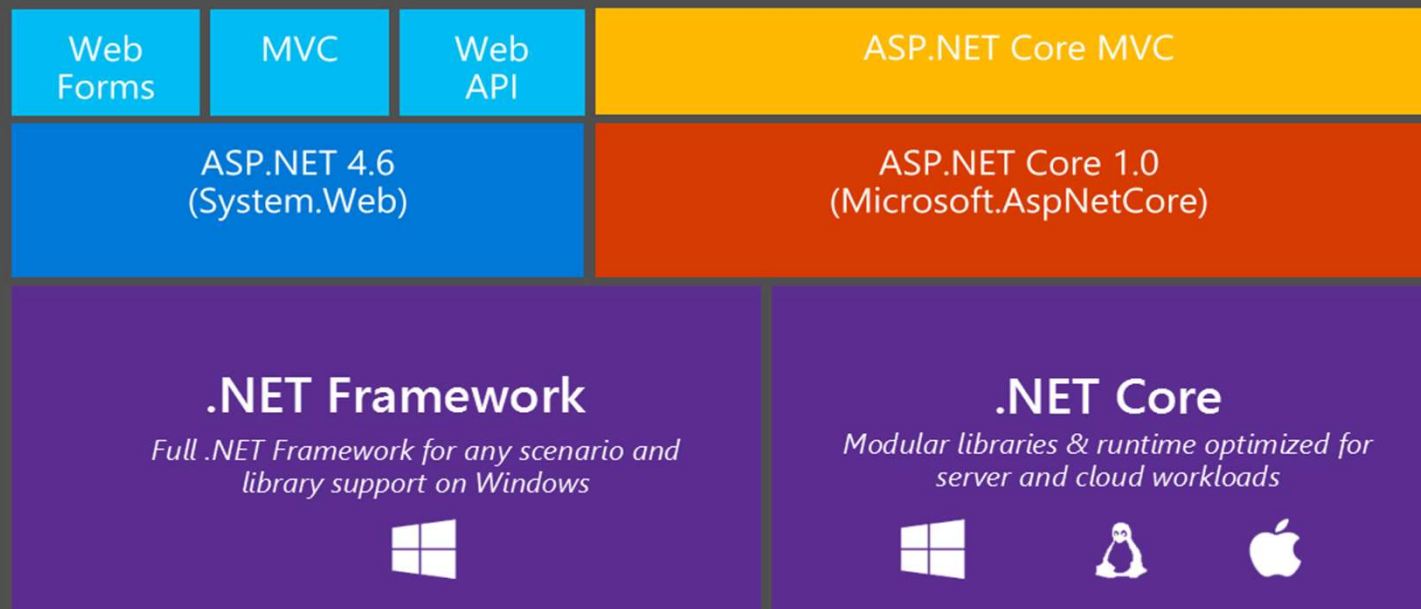 Web
Forms
MVC
Web
API
ASP.NET Core MVC
ASP.NET 4.6
(System.Web)
ASP.NET Core 1.0
(Microsoft.AspNetCore)
.NET Framework
Full .NET Framework for any scenario and
library support on Windows
.NET Core
Modular libraries & runtime optimized for
server and cloud workloads